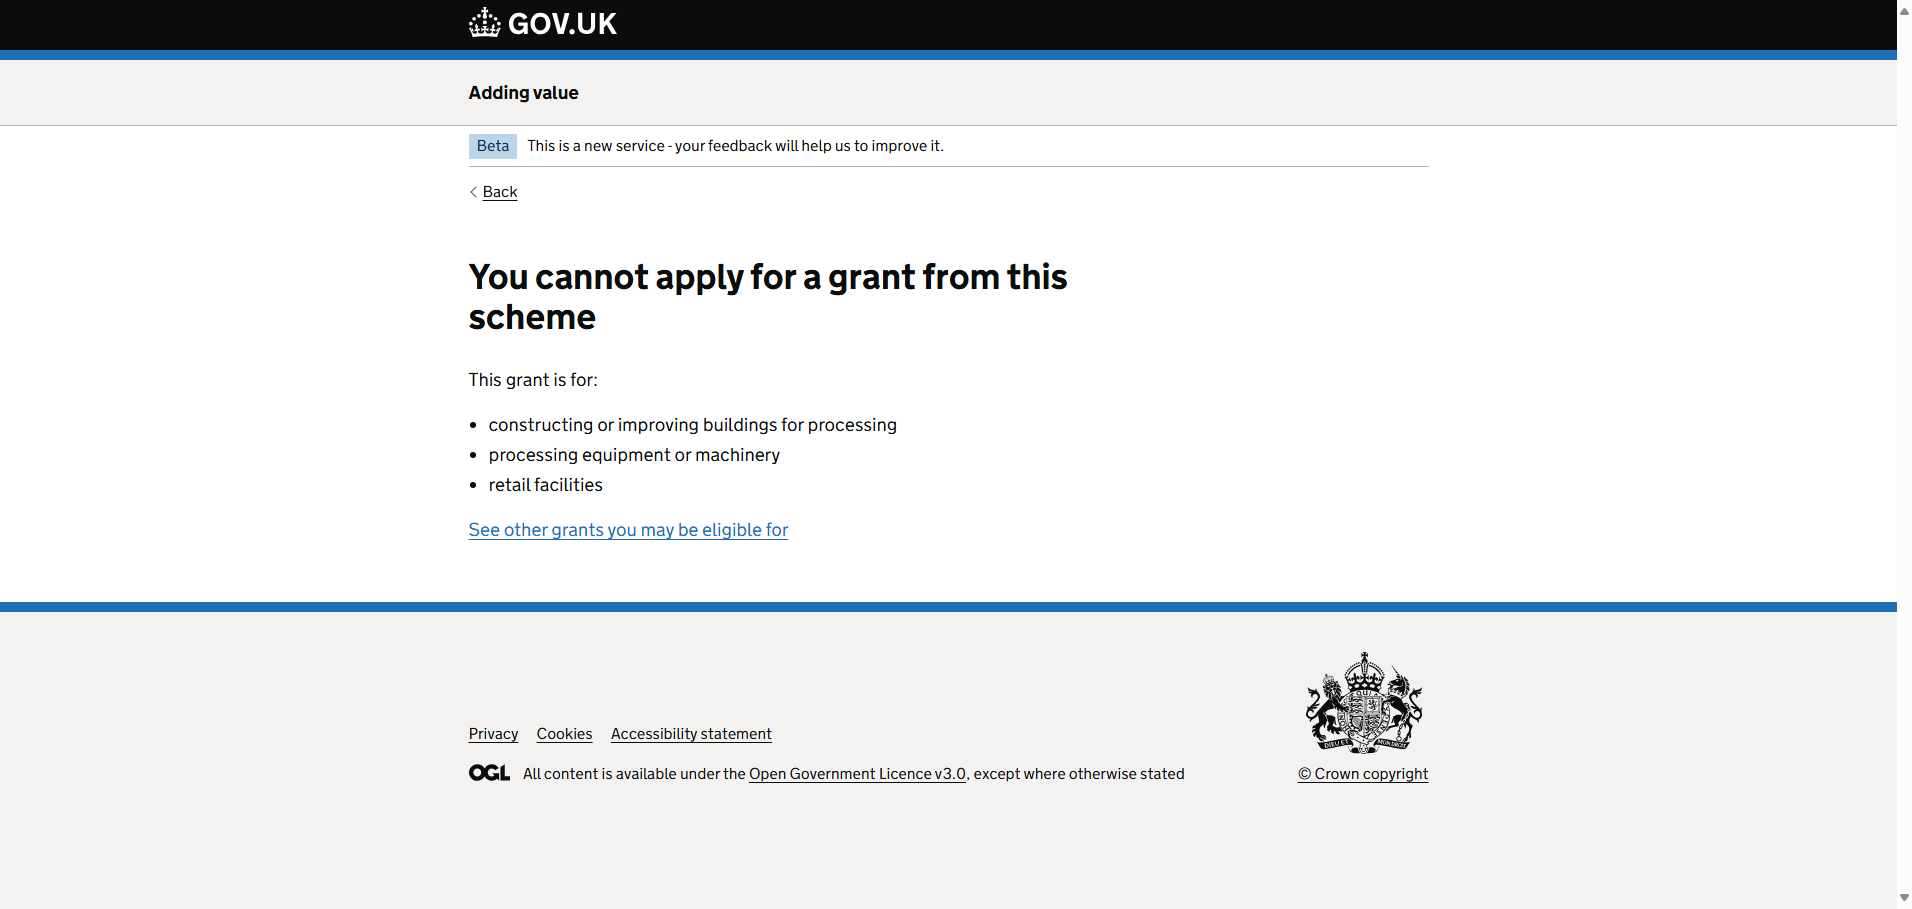 GOV.UK
Adding value
Beta This is a new service - your feedback will help us to improve it.
Back
You cannot apply for a grant from this
scheme
This grant is for:
• constructing or improving buildings for processing
• processing equipment or machinery
• retail facilities
See other grants you may be eligible for
Privacy Cookies Accessibility statement
OGL All content is available under the Open Government Licence v3.0, except where otherwise stated
© Crown copyright